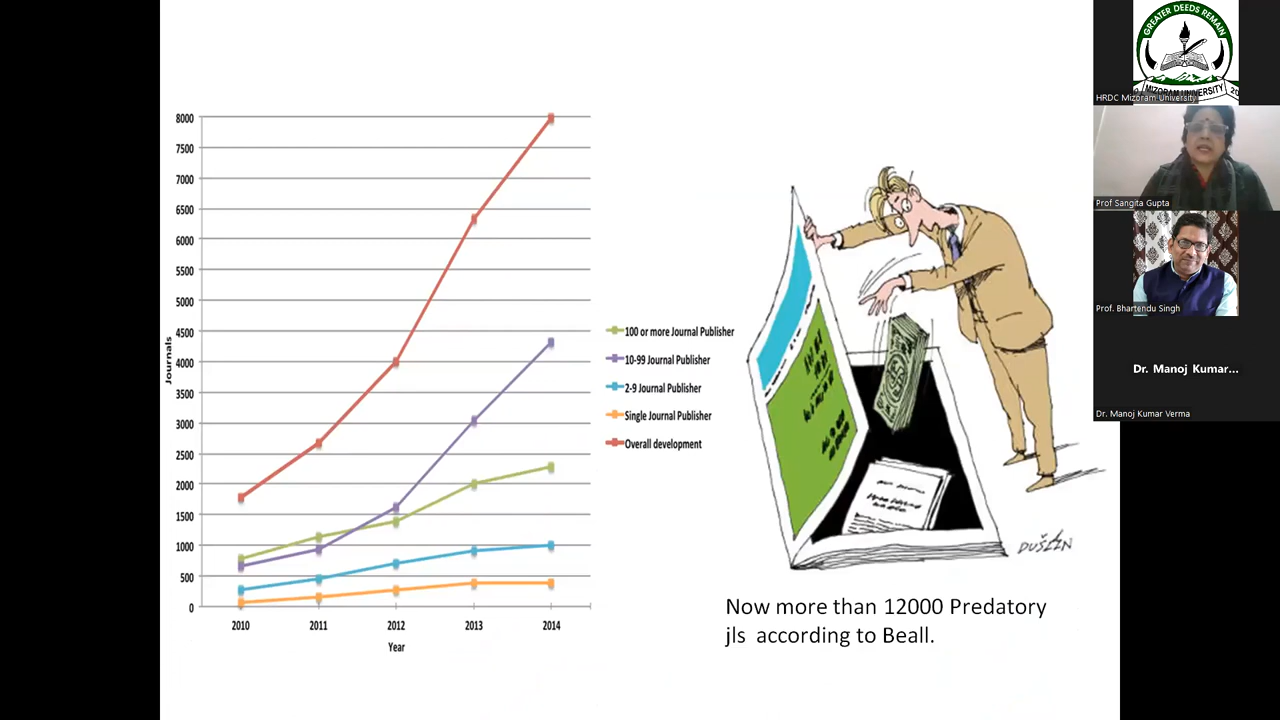 8000
7500
7000
6500
6000
5500
5000
4500
4000
3500
3000
2500
2000
1500
1000
500
0
Journals
2010 2011 2012 2013 2014
Year
100 or more Journal Publisher
10-99 Journal Publisher
2-9 Journal Publisher
Single Journal Publisher
Overall development
Now more than 12000 Predatory
jls according to Beall.
GREATER DEEDS REMAIN
MIZORAM UNIVERSITY
HRDC Mizoram University
Prof Sangita Gupta
Prof. Bhartendu Singh
Dr. Manoj Kumar...
Dr. Manoj Kumar Verma